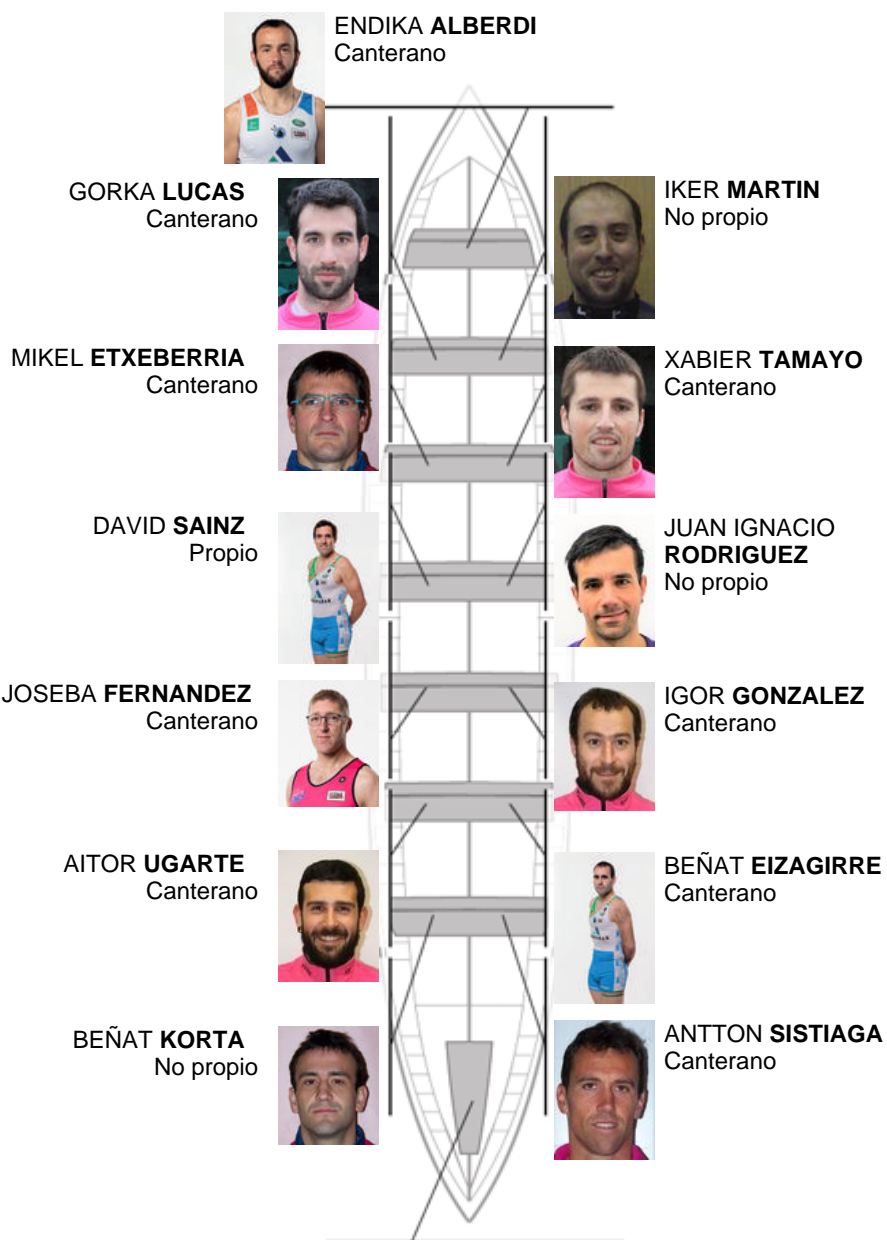 ENDIKA ALBERDI
Canterano
GORKA LUCAS
Canterano
IKER MARTIN
No propio
MIKEL ETXEBERRIA
Canterano
XABIER TAMAYO
Canterano
DAVID SAINZ
Propio
JUAN IGNACIO
RODRIGUEZ
No propio
JOSEBA FERNANDEZ
Canterano
IGOR GONZALEZ
Canterano
AITOR UGARTE
Canterano
BEÑAT EIZAGIRRE
Canterano
BEÑAT KORTA
No propio
ANTTON SISTIAGA
Canterano